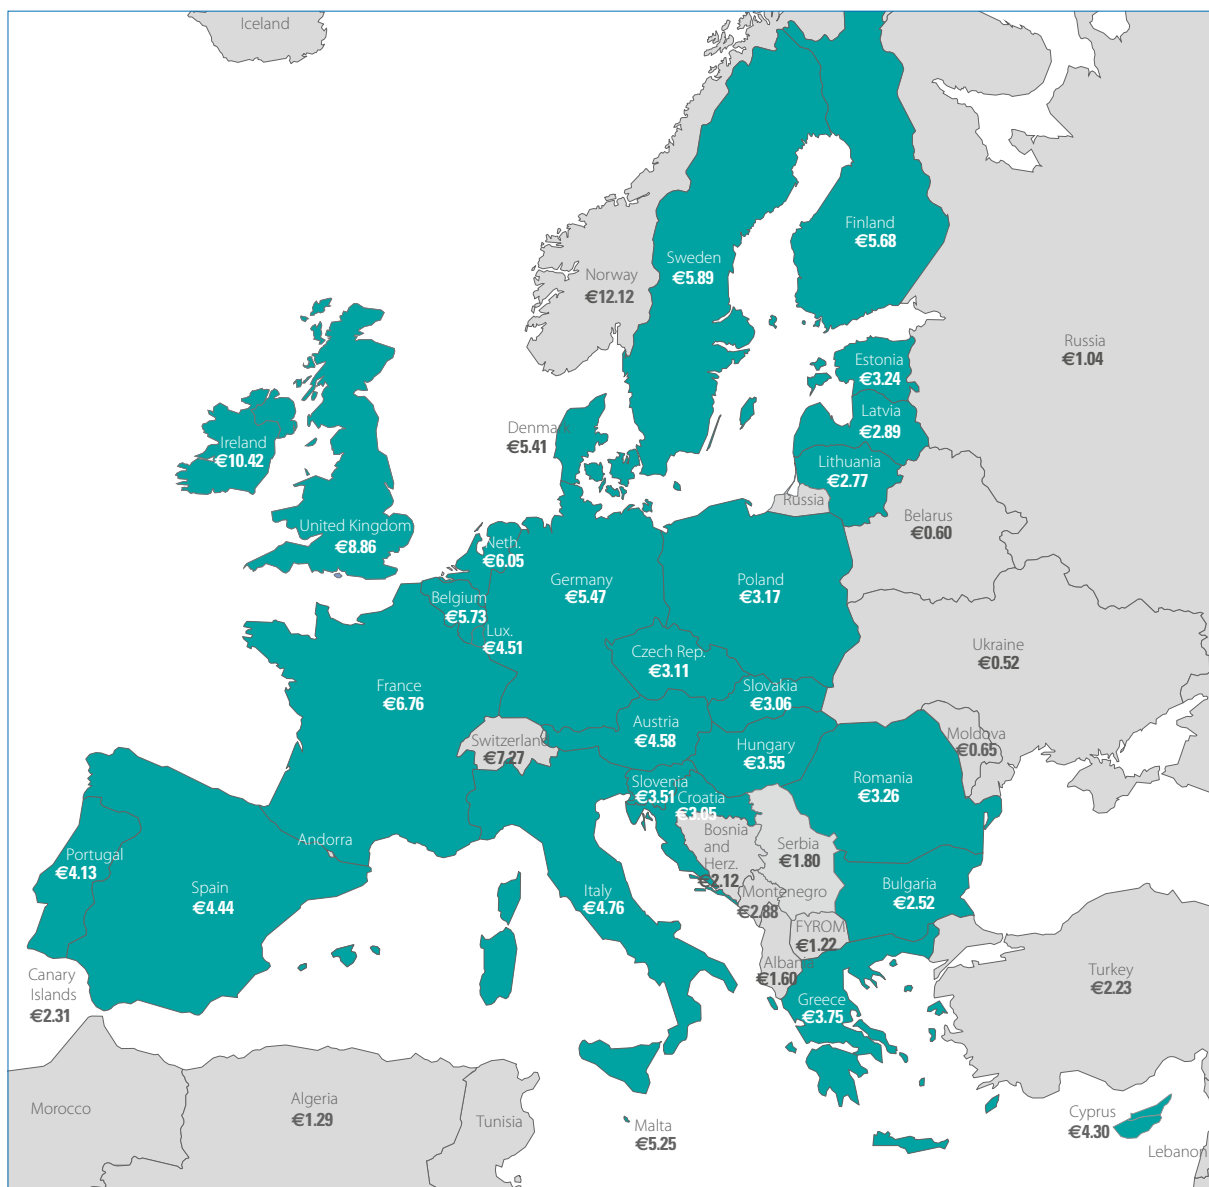 Iceland
Finland
€5.68
Sweden
€5.89
Norway
€12.12
Russia
€1.04
Estonia
€3.24
Latvia
€2.89
Denmark
€5.41
Ireland
€10.42
Lithuania
€2.77
Russia
Belarus
€0.60
United Kingdom
€8.86
Neth.
€6.05
Germany
€5.47
Poland
€3.17
Belgium
€5.73
Lux.
€4.51
Czech Rep.
€3.11
Ukraine
€0.52
France
€6.76
Slovakia
€3.06
Austria
€4.58
Switzerland
€7.27
Hungary
€3.55
Moldova
€0.65
Romania
€3.26
Slovenia
€3.51
Croatia
€3.05
Andorra
Bosnia
and
Herz.
€2.12
Serbia
€1.80
Portugal
€4.13
Spain
€4.44
Italy
€4.76
Montenegro
€2.88
Bulgaria
€2.52
FYROM
€1.22
Albania
€1.60
Canary
Islands
€2.31
Greece
€3.75
Turkey
€2.23
Morocco
Algeria
€1.29
Tunisia
Malta
€5.25
Cyprus
€4.30
Lebanon